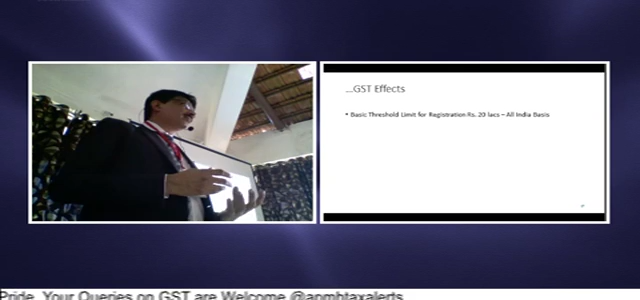 ...GST Effects
• Basic Threshold Limit for Registration Rs. 20 lacs – All India Basis
Pride. Your Queries on GST are Welcome @apmhtaxalerts